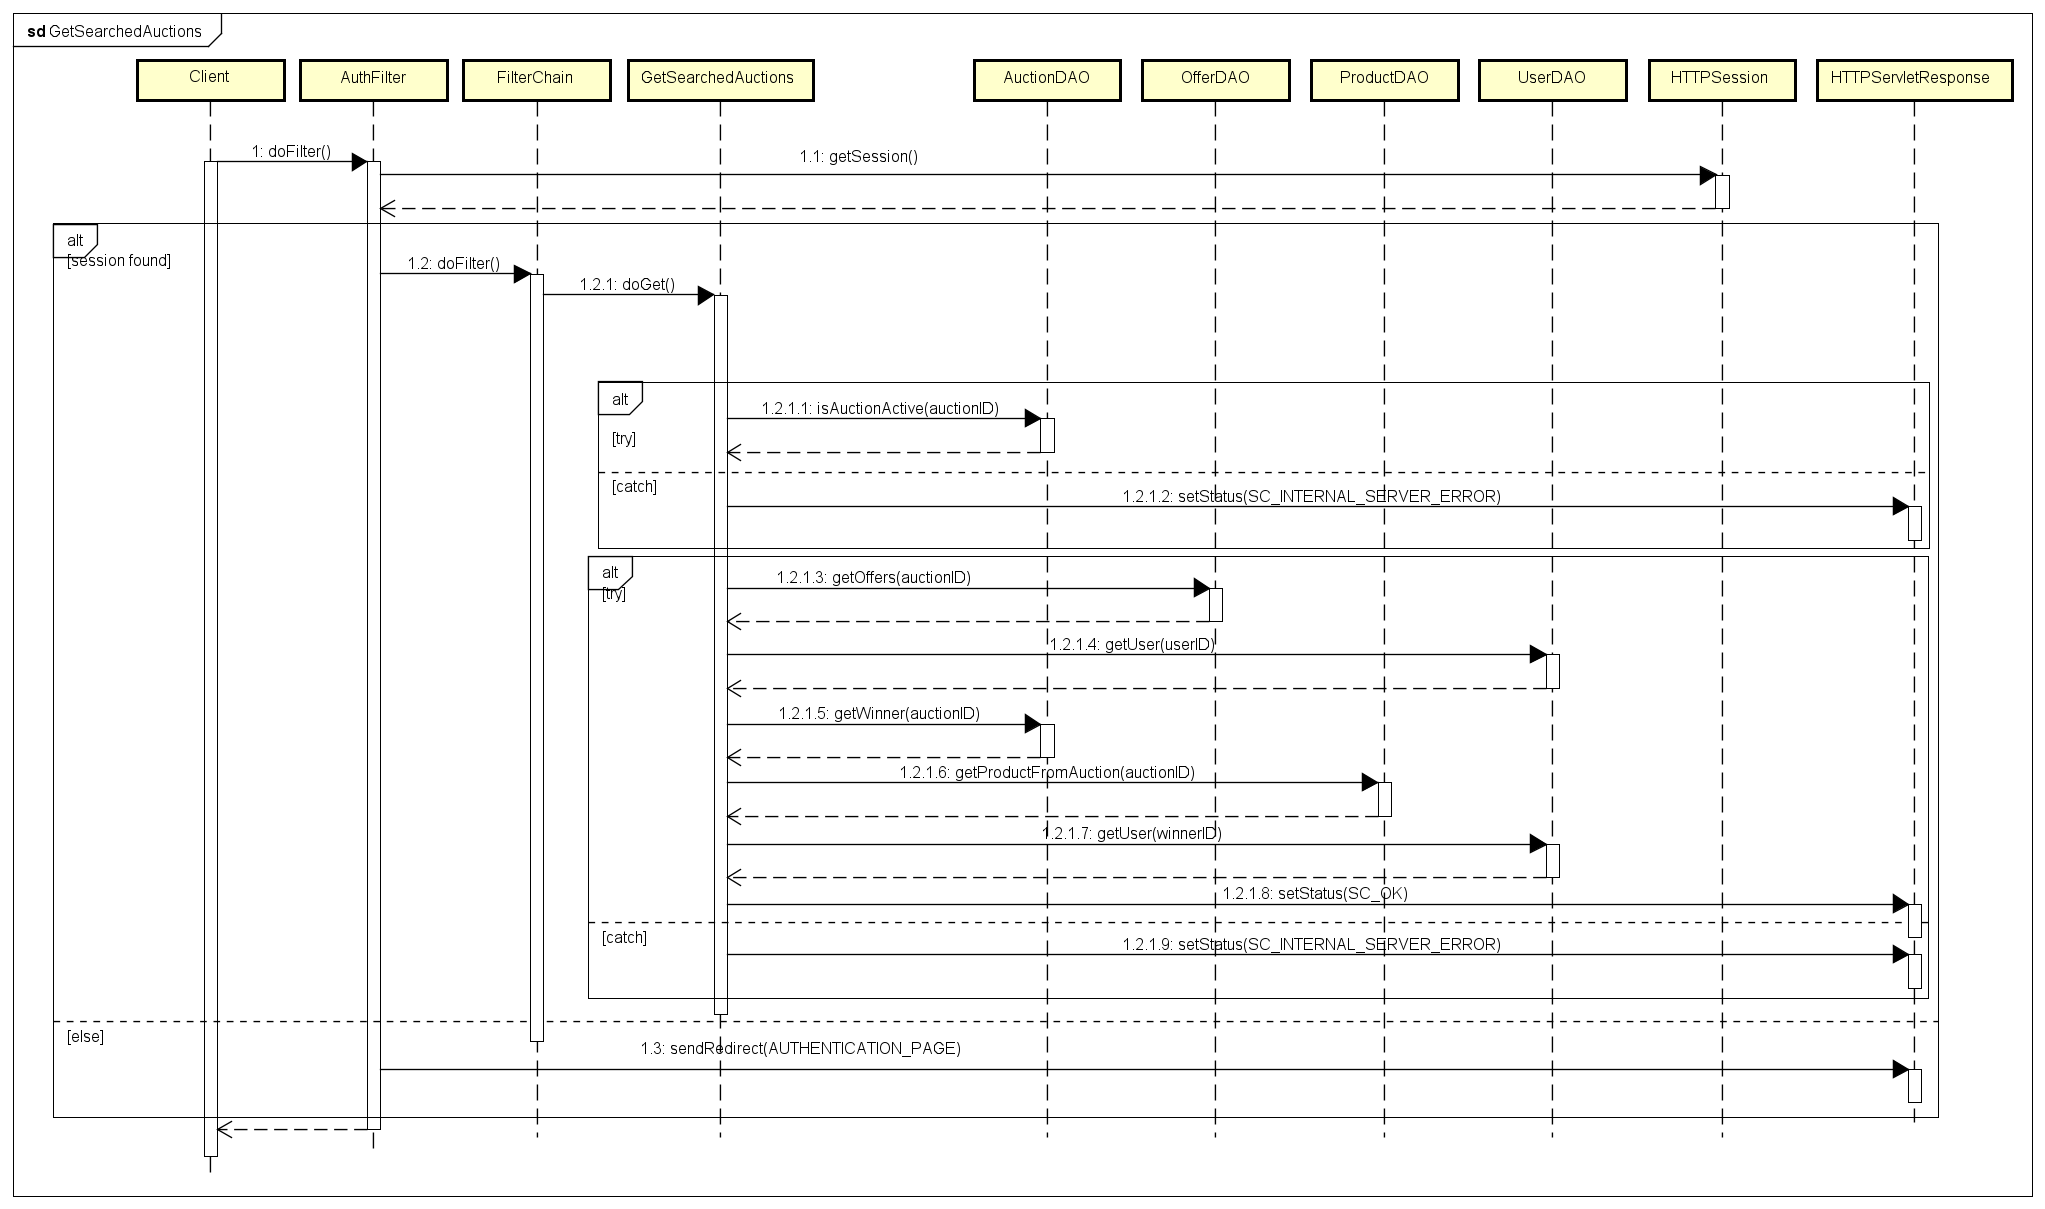 sd GetSearchedAuctions
Client
AuthFilter
FilterChain
GetSearchedAuctions
AuctionDAO
OfferDAO
ProductDAO
UserDAO
HTTPSession
HTTPServletResponse
1: doFilter()
1.1: getSession()
alt
[session found]
1.2: doFilter()
1.2.1: doGet()
alt
1.2.1.1: isAuctionActive(auctionID)
[try]
[catch]
1.2.1.2: setStatus(SC_INTERNAL_SERVER_ERROR)
alt
[try]
1.2.1.3: getOffers(auctionID)
1.2.1.4: getUser(userID)
1.2.1.5: getWinner(auctionID)
1.2.1.6: getProductFromAuction(auctionID)
1.2.1.7: getUser(winnerID)
1.2.1.8: setStatus(SC_OK)
[catch]
1.2.1.9: setStatus(SC_INTERNAL_SERVER_ERROR)
[else]
1.3: sendRedirect(AUTHENTICATION_PAGE)